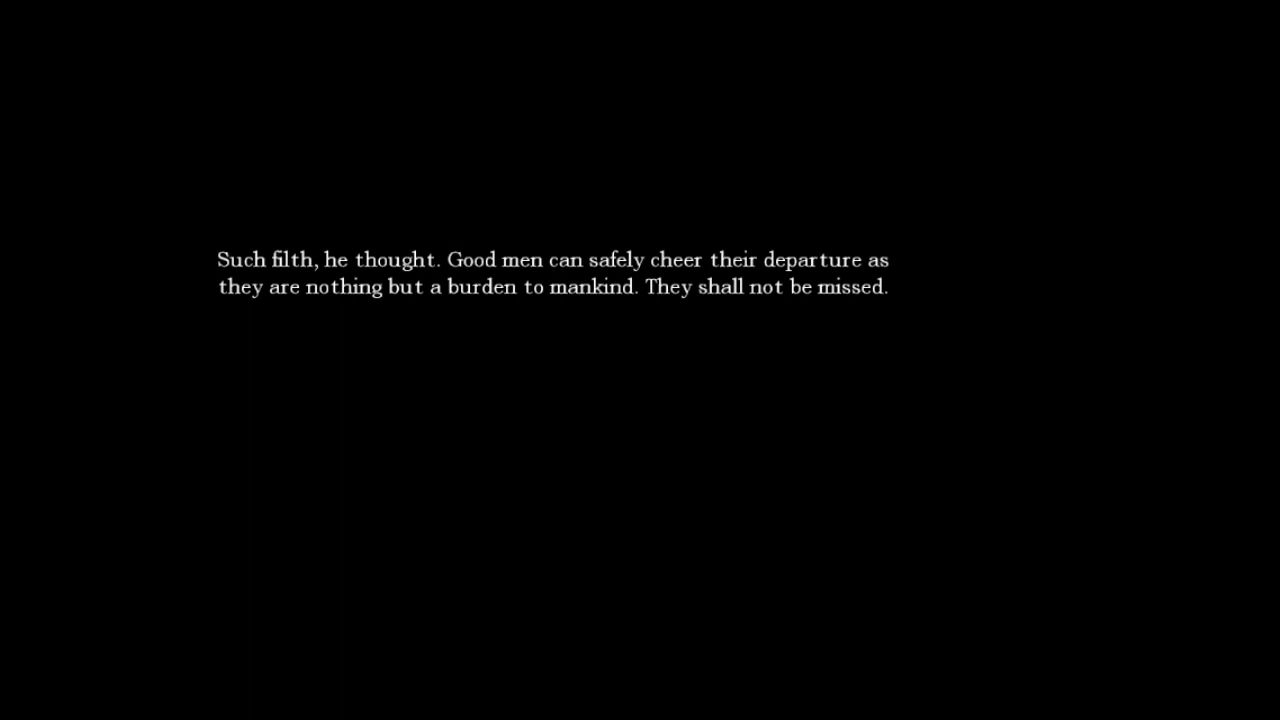 Such filth, he thought. Good men can safely cheer their departure as
they are nothing but a burden to mankind. They shall not be missed.